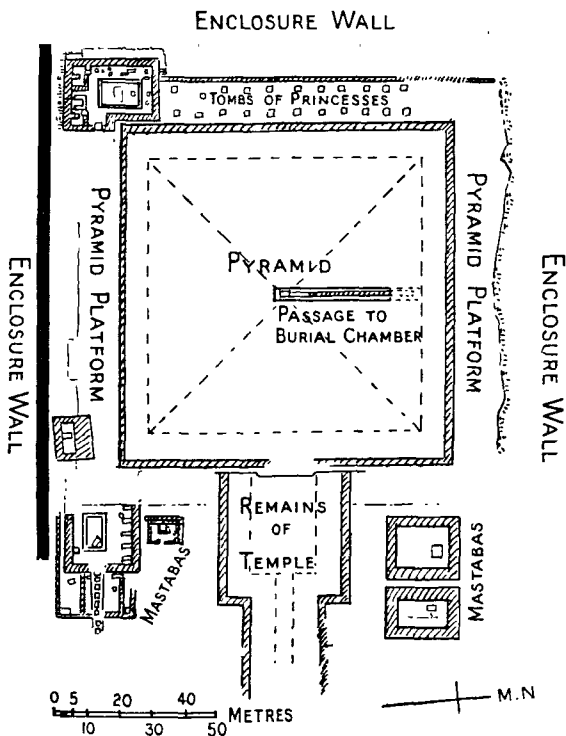 ENCLOSURE WALL
TOMBS OF PRINCESSES
PYRAMID PLATFORM
PYRAMID PLATFORM
ENCLOSURE WALL
ENCLOSURE WALL
PYRAMID
PASSAGE TO
BURIAL CHAMBER
REMAINS
OF
TEMPLE
MASTABAS
MASTABAS
M.N
0 5 20 40
METRES
10 30 50